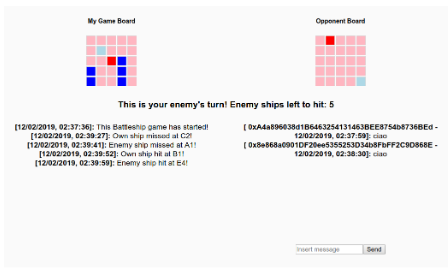 My Game Board
Opponent Board
This is your enemy's turn! Enemy ships left to hit: 5
[12/02/2019, 02:37:36]: This Battleship game has started!
[12/02/2019, 02:39:27]: Own ship missed at C2!
[12/02/2019, 02:39:41]: Enemy ship missed at A1!
[12/02/2019, 02:39:52]: Own ship hit at B1!
[12/02/2019, 02:39:59]: Enemy ship hit at E4!
[ 0xA4a896038d1B6463254131463BEE8754b8736BEd -
12/02/2019, 02:37:59]: ciao
[ 0x8e868a0901DF20ee5355253D34b8FbFF2C9D868E -
12/02/2019, 02:38:30]: ciao
Insert message
Send